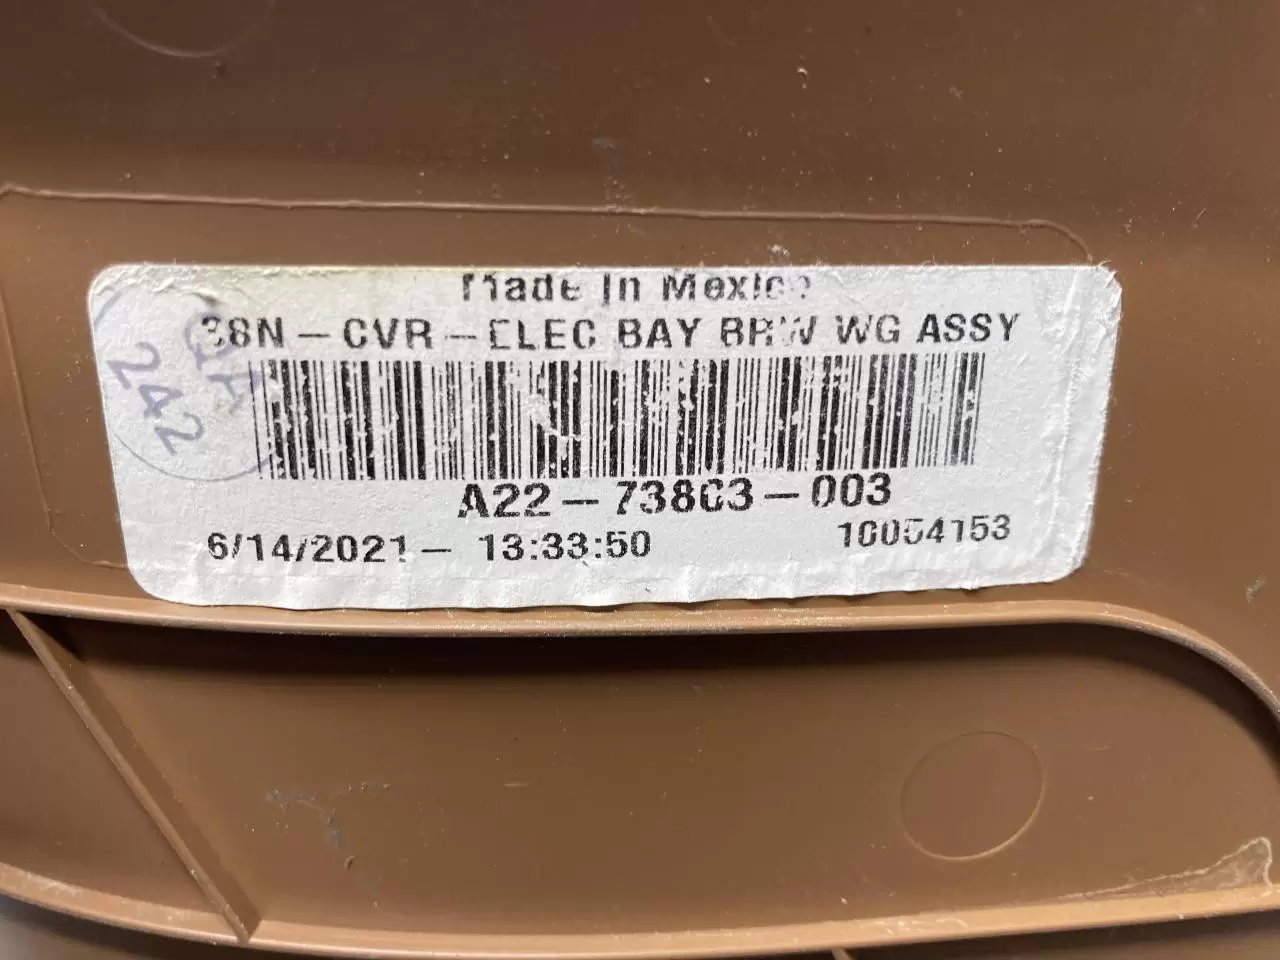 Made In Mexico
38N-CVR-ELEC BAY BRW WG ASSY
242
A22-73803-003
6/14/2021- 13:33:50
10054153